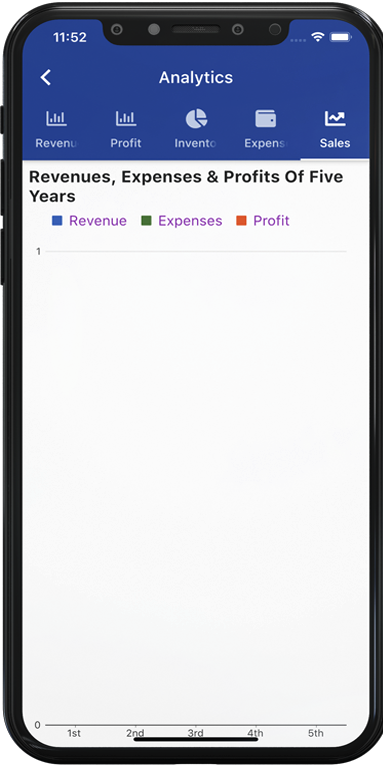 11:52
Analytics
Revenu Profit Invento Expens Sales
Revenues, Expenses & Profits Of Five
Years
Revenue Expenses Profit
1
0
1st 2nd 3rd 4th 5th